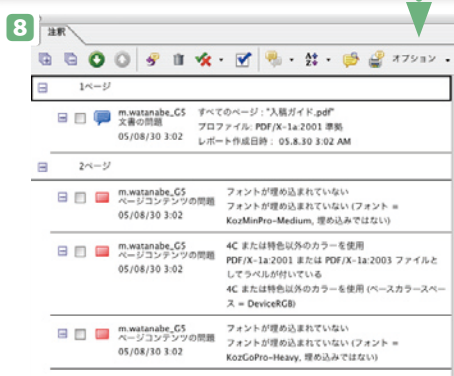 8
注釈
オプション
1ページ
m.watanabe_G5
文書の問題
05/08/30 3:02
すべてのページ : "入稿ガイド.pdf"
プロファイル: PDF/X-1a:2001 準拠
レポート作成日時 : 05.8.30 3:02 AM
2ページ
m.watanabe_G5
ページコンテンツの問題
05/08/30 3:02
フォントが埋め込まれていない
フォントが埋め込まれていない (フォント =
KozMinPro-Medium, 埋め込みではない)
m.watanabe_G5
ページコンテンツの問題
05/08/30 3:02
4C または特色以外のカラーを使用
PDF/X-1a:2001 または PDF/X-1a:2003 ファイルと
してラベルが付いている
4C または特色以外のカラーを使用 (ベースカラースペー
ス = DeviceRGB)
m.watanabe_G5
ページコンテンツの問題
05/08/30 3:02
フォントが埋め込まれていない
フォントが埋め込まれていない (フォント =
KozGoPro-Heavy, 埋め込みではない)